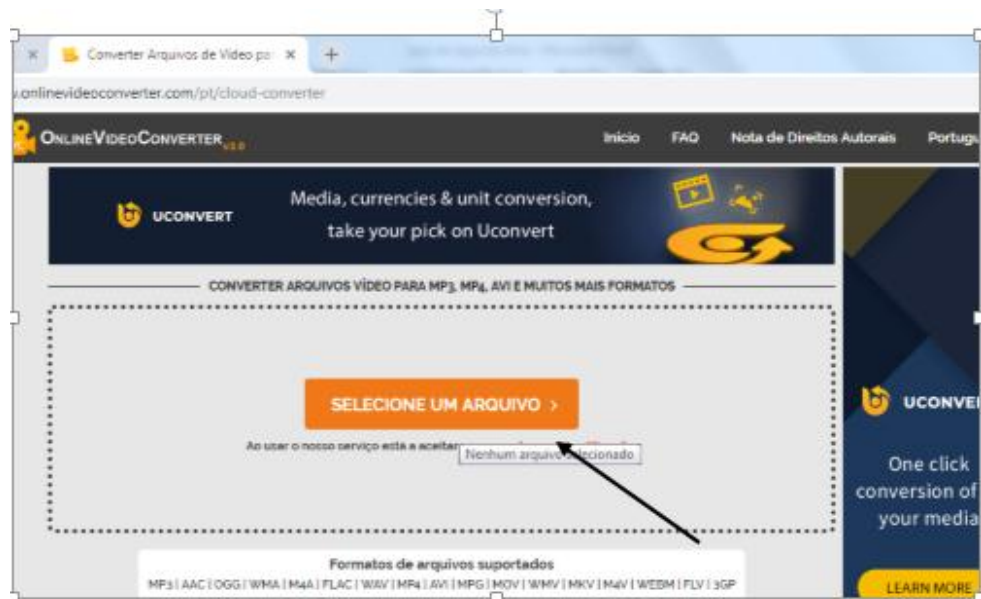 Converter Arquivos de Vídeo pa
.onlinevideoconverter.com/pt/cloud-converter
ONLINEVIDEOCONVERTER v2.0
Início FAQ Nota de Direitos Autorais Portugu
UCONVERT
Media, currencies & unit conversion,
take your pick on Uconvert
CONVERTER ARQUIVOS VÍDEO PARA MP3, MP4, AVI E MUITOS MAIS FORMATOS
SELECIONE UM ARQUIVO >
Ao usar o nosso serviço está a aceitar
Nenhum arquivo selecionado
Formatos de arquivos suportados
MP3 | AAC | OGG | WMA | M4A | FLAC | WAV | MP4 | AVI | MPG | MOV | WMV | MKV | M4V | WEBM | FLV | 3GP
UCONVE
One click
conversion of
your media
LEARN MORE